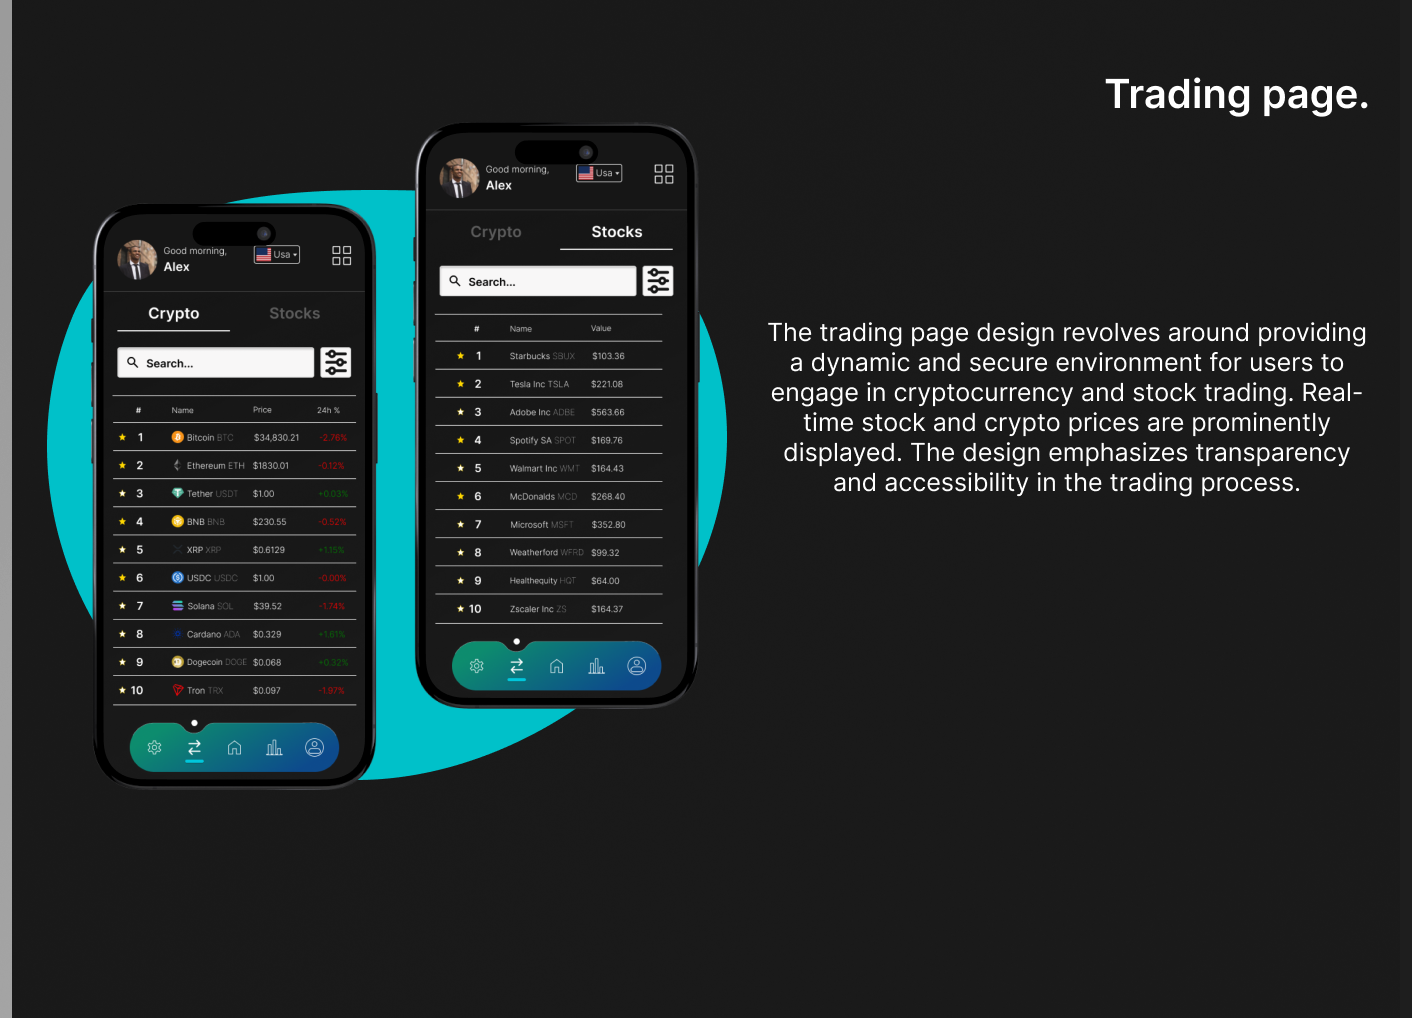 Trading page.
Good morning,
Alex
Usa
Crypto Stocks
Search...
# Name Price 24h %
1 Bitcoin BTC $34,830.21 -2.76%
2 Ethereum ETH $1830.01 -0.12%
3 Tether USDT $1.00 +0.03%
4 BNB BNB $230.55 -0.52%
5 XRP XRP $0.6129 +1.15%
6 USDC USDC $1.00 -0.00%
7 Solana SOL $39.52 -1.74%
8 Cardano ADA $0.329 +1.61%
9 Dogecoin DOGE $0.068 +0.32%
10 Tron TRX $0.097 -1.97%
Good morning,
Alex
Usa
Crypto Stocks
Search...
# Name Value
1 Starbucks SBUX $103.36
2 Tesla Inc TSLA $221.08
3 Adobe Inc ADBE $563.66
4 Spotify SA SPOT $169.76
5 Walmart Inc WMT $164.43
6 McDonalds MCD $268.40
7 Microsoft MSFT $352.80
8 Weatherford WFRD $99.32
9 Healthequity HQT $64.00
10 Zscaler Inc ZS $164.37
The trading page design revolves around providing
a dynamic and secure environment for users to
engage in cryptocurrency and stock trading. Real-
time stock and crypto prices are prominently
displayed. The design emphasizes transparency
and accessibility in the trading process.